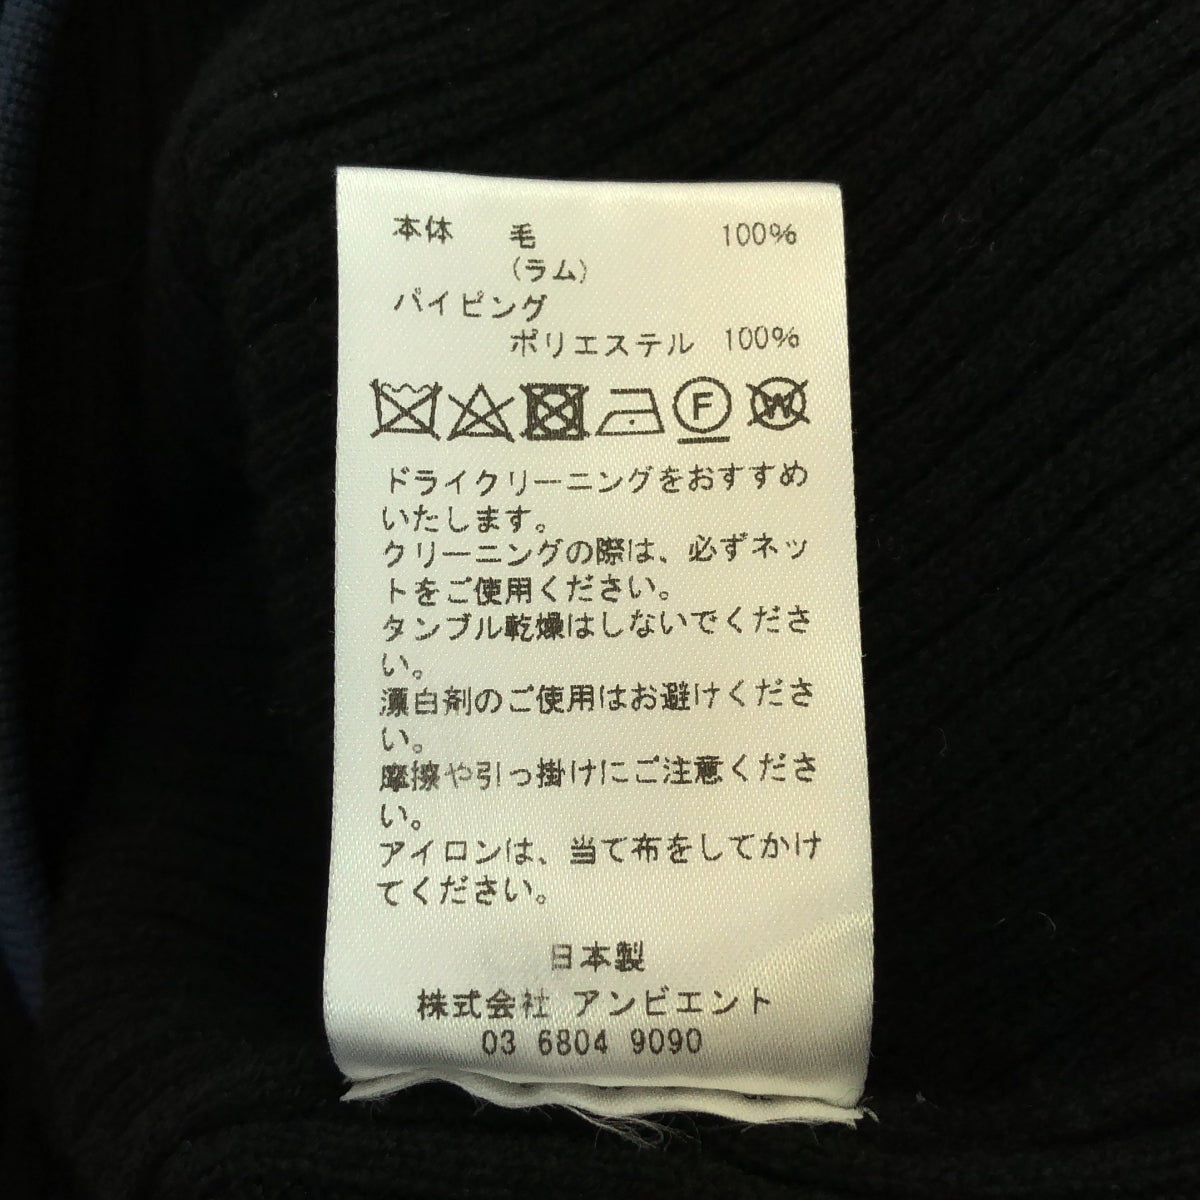 本体 毛 100%
(ラム)
パイピング
ポリエステル 100%
F W
ドライクリーニングをおすすめ
いたします。
クリーニングの際は、必ずネッ
トをご使用ください。
タンブル乾燥はしないでくださ
い。
漂白剤のご使用はお避けくださ
い。
摩擦や引っ掛けにご注意くださ
い。
アイロンは、当て布をしてかけ
てください。
日本製
株式会社 アンビエント
03 6804 9090